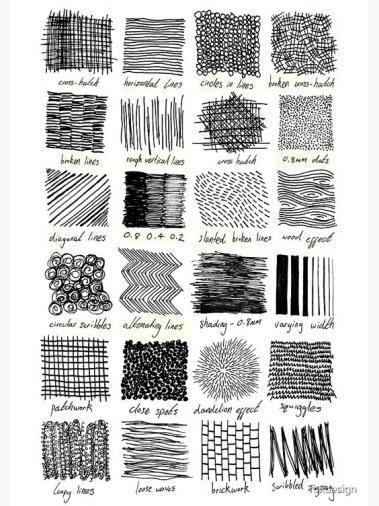 cross-hatch horizontal lines circles in lines broken cross-hatch
broken lines rough vertical lines cross hatch 0.8mm dots
diagonal lines 0.8 0.4 0.2 slanted broken lines wood effect
circular scribbles alternating lines shading - 0.8mm varying width
patchwork close spots dandelion effect squiggles
loopy lines loose waves brickwork scribbled zigzag